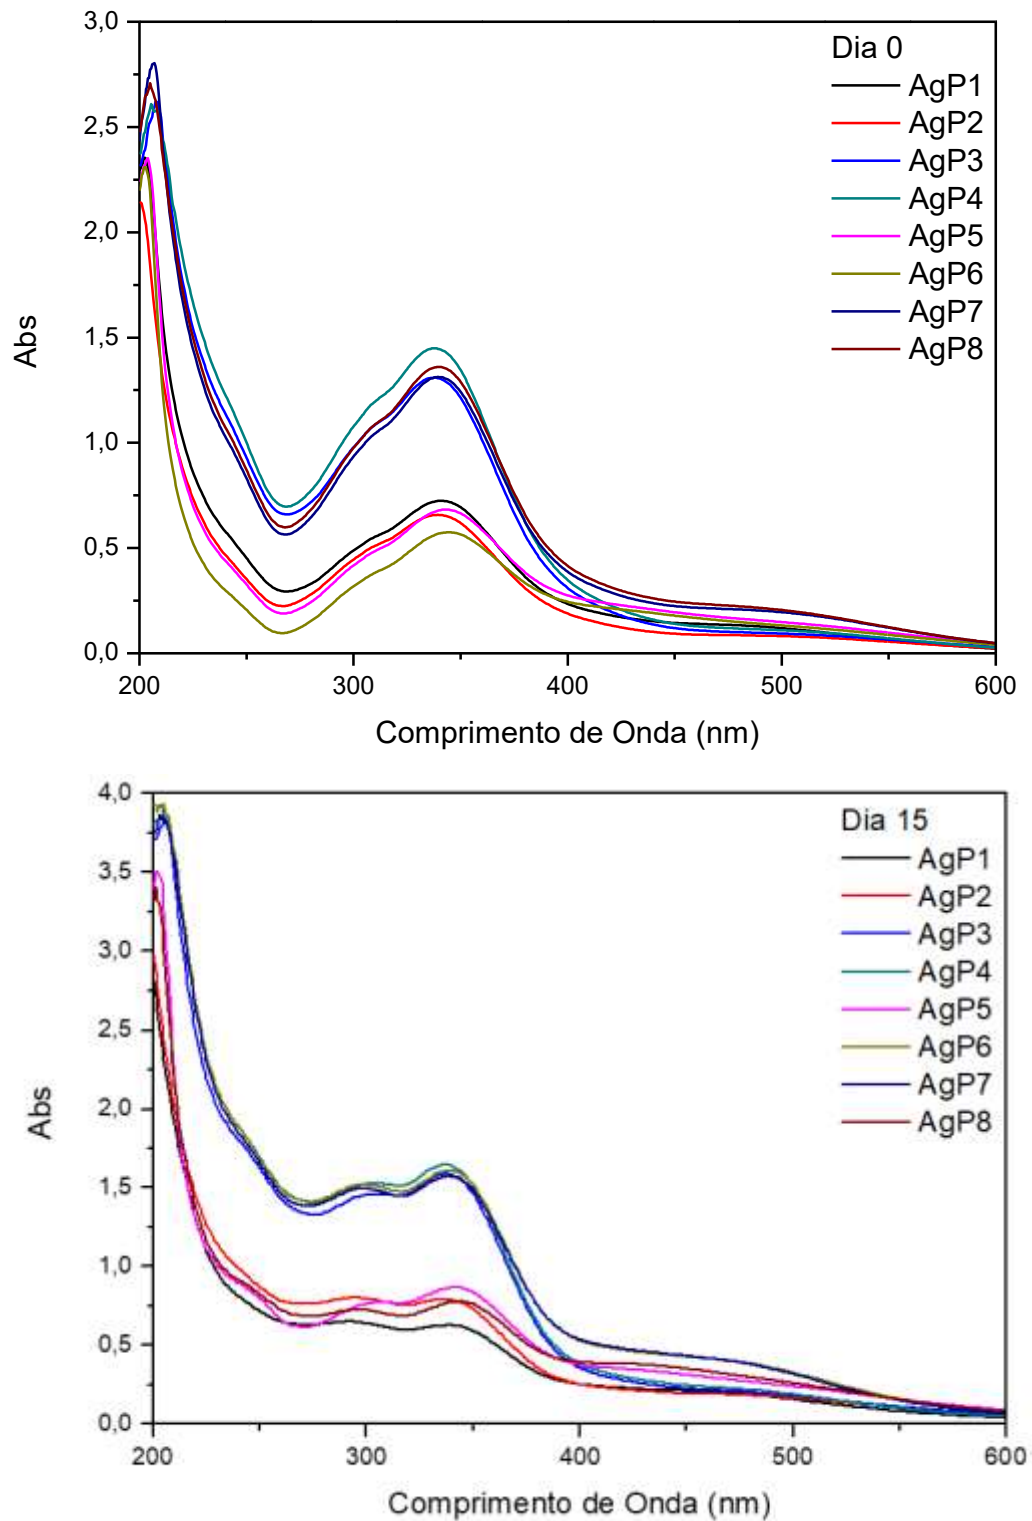 3,0
Dia 0
AgP1
2,5
AgP2
AgP3
AgP4
2,0
AgP5
AgP6
AgP7
1,5
AgP8
Abs
1,0
0,5
0,0
200 300 400 500 600
Comprimento de Onda (nm)
4,0
Dia 15
AgP1
3,5
AgP2
AgP3
3,0
AgP4
AgP5
2,5
AgP6
AgP7
2,0
AgP8
Abs
1,5
1,0
0,5
0,0
200 300 400 500 600
Comprimento de Onda (nm)